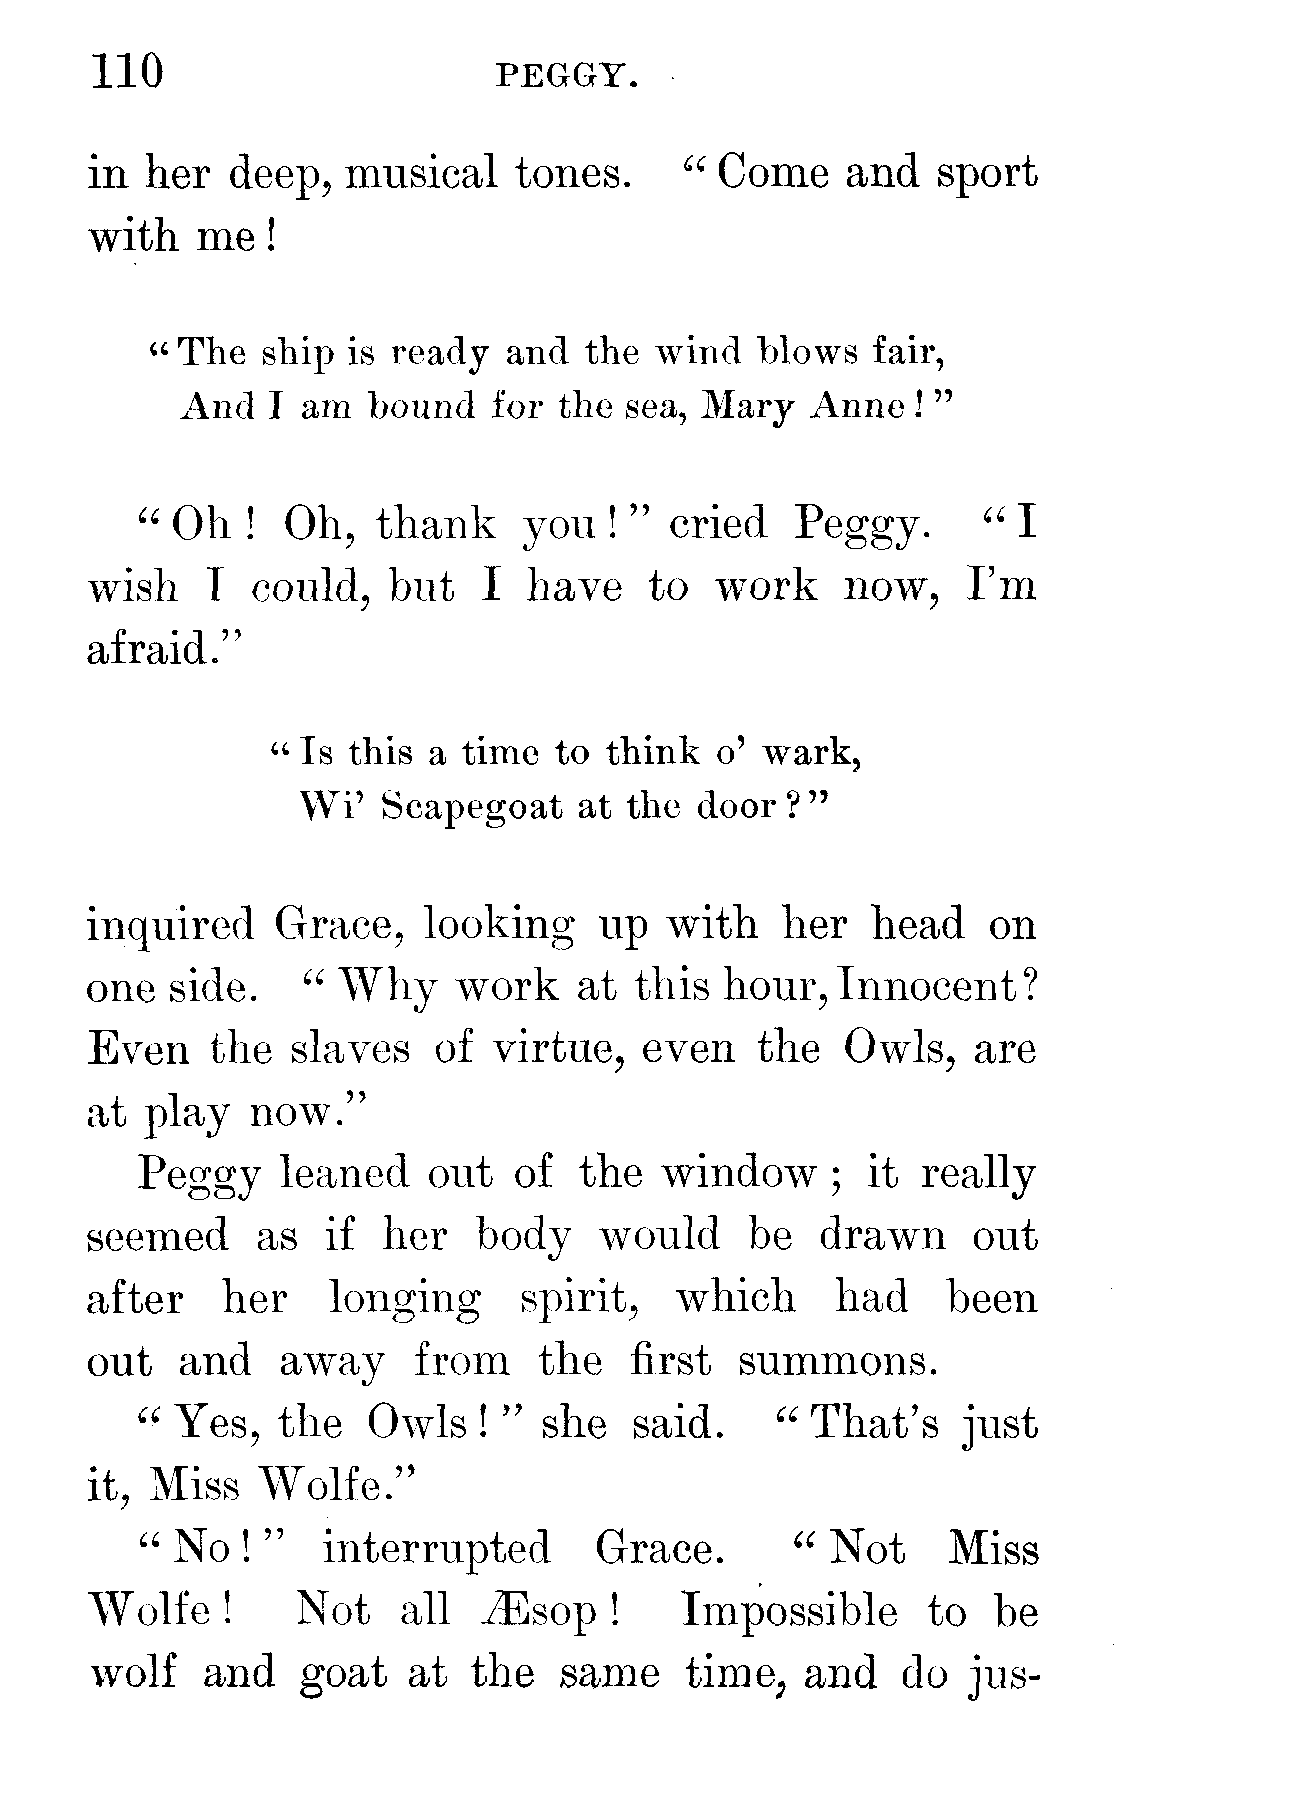 110 PEGGY.
in her deep, musical tones. “Come and sport
with me!
“The ship is ready and the wind blows fair,
And I am bound for the sea, Mary Anne!”
“Oh! Oh, thank you!” cried Peggy. “I
wish I could, but I have to work now, I’m
afraid.”
“Is this a time to think o’ wark,
Wi’ Scapegoat at the door?”
inquired Grace, looking up with her head on
one side. “Why work at this hour, Innocent?
Even the slaves of virtue, even the Owls, are
at play now.”
Peggy leaned out of the window; it really
seemed as if her body would be drawn out
after her longing spirit, which had been
out and away from the first summons.
“Yes, the Owls!” she said. “That’s just
it, Miss Wolfe.”
“No!” interrupted Grace. “Not Miss
Wolfe! Not all Æsop! Impossible to be
wolf and goat at the same time, and do jus-